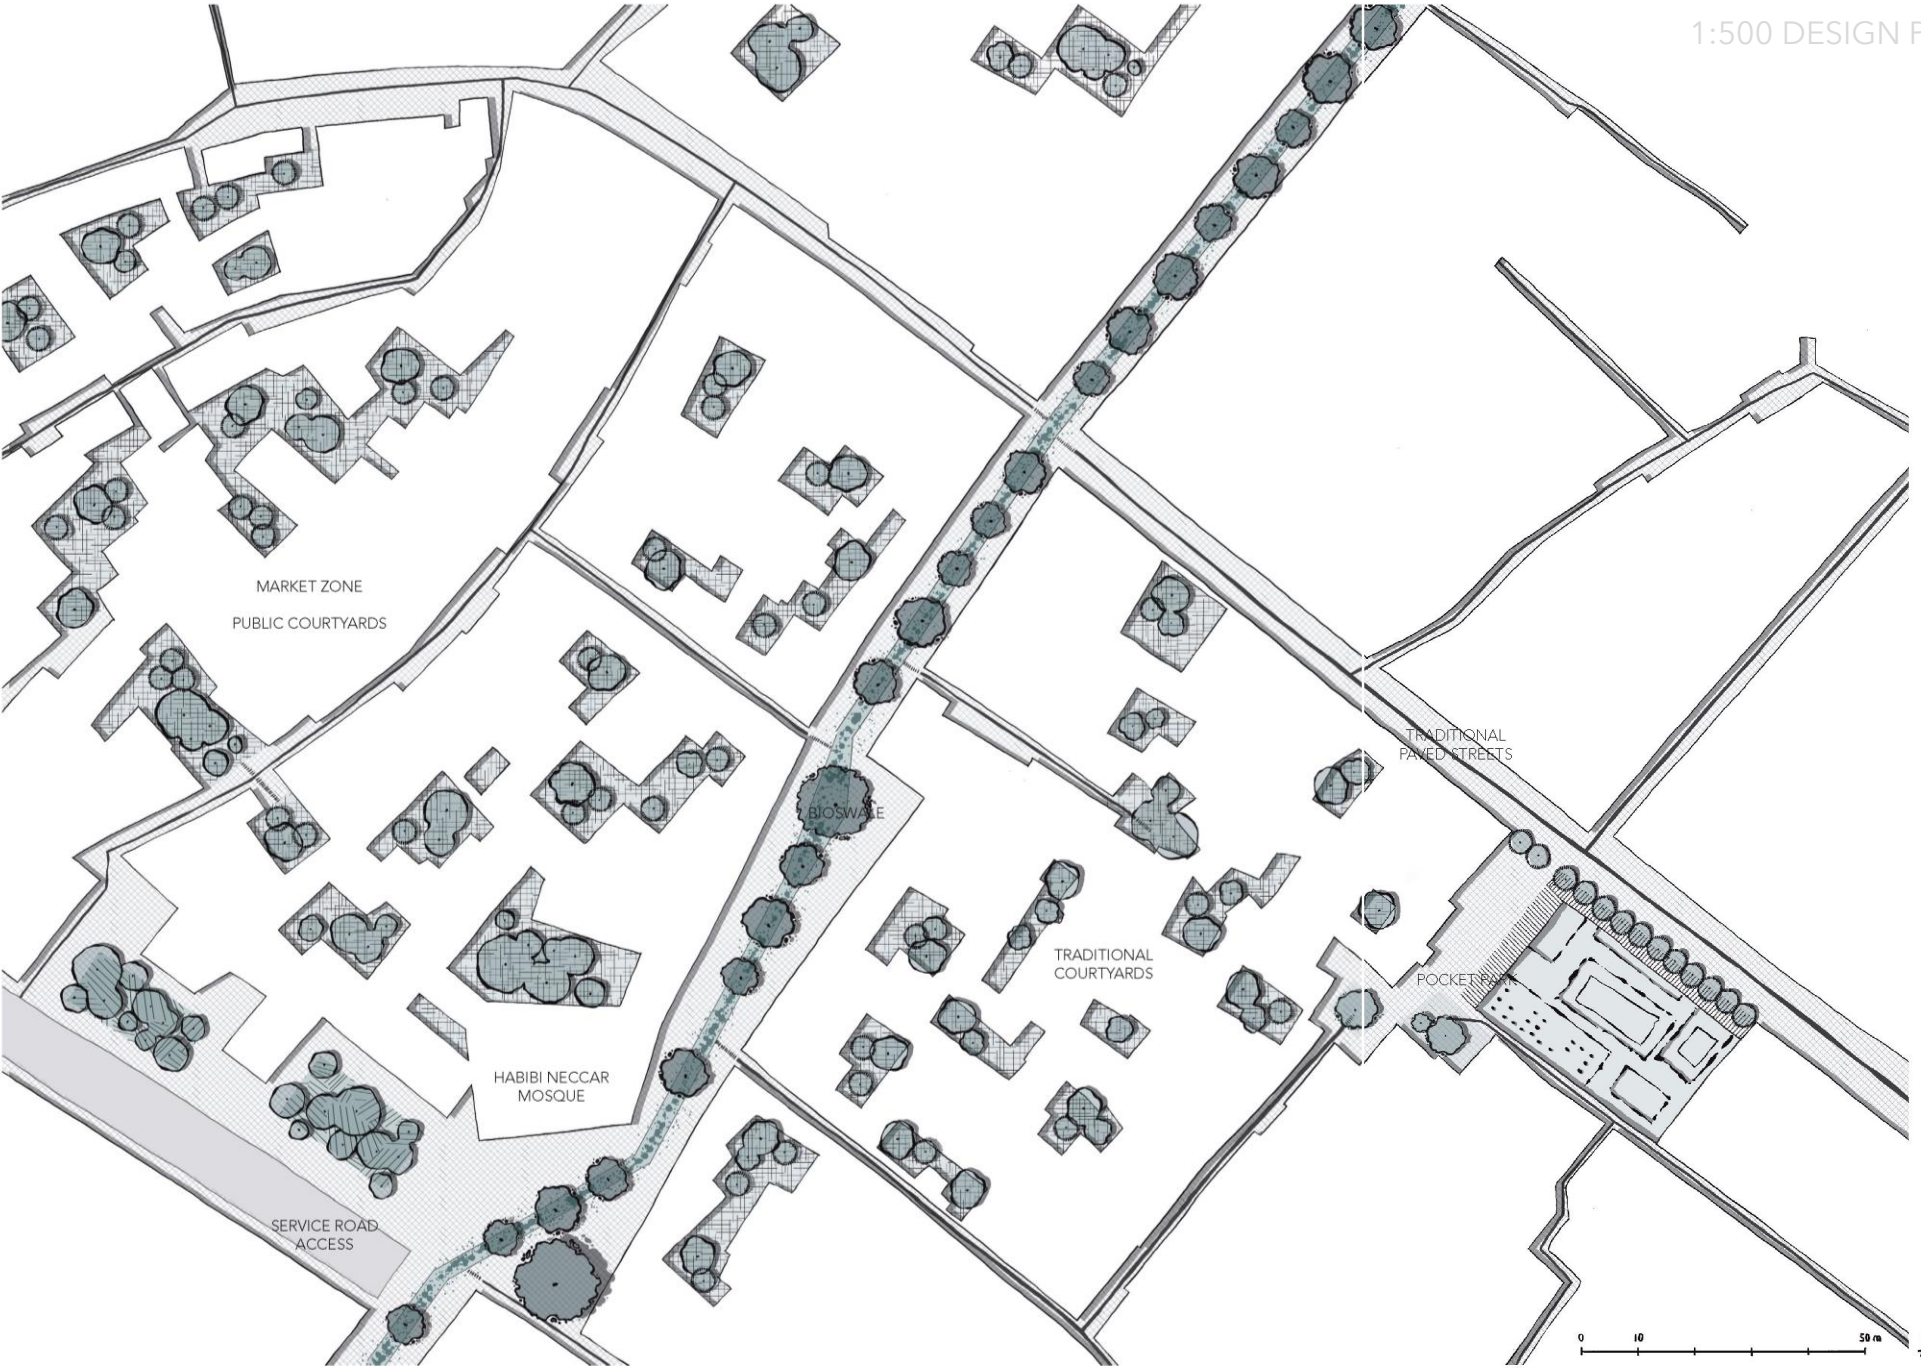 1:500 DESIGN
MARKET ZONE
PUBLIC COURTYARDS
TRADITIONAL
PAVED STREETS
BIOSWALE
TRADITIONAL
COURTYARDS
POCKET PARK
HABIBI NECCAR
MOSQUE
SERVICE ROAD
ACCESS
0 10 50 m